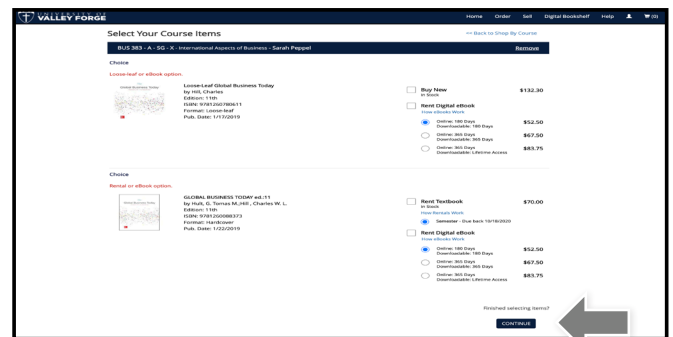 UNIVERSITY OF
VALLEY FORGE
Home Order Sell Digital Bookshelf Help (0)
Select Your Course Items
<< Back to Shop By Course
BUS 383 - A - SG - X - International Aspects of Business - Sarah Peppel Remove
Choice
Loose-leaf or eBook option.
Loose-Leaf Global Business Today
by Hill, Charles
Edition: 11th
ISBN: 9781260780611
Format: Loose-leaf
Pub. Date: 1/17/2019
Buy New $132.30
In Stock
Rent Digital eBook
How eBooks Work
Online: 180 Days $52.50
Downloadable: 180 Days
Online: 365 Days $67.50
Downloadable: 365 Days
Online: 365 Days $83.75
Downloadable: Lifetime Access
Choice
Rental or eBook option.
GLOBAL BUSINESS TODAY ed.:11
by Hult, G. Tomas M.,Hill , Charles W. L.
Edition: 11th
ISBN: 9781260088373
Format: Hardcover
Pub. Date: 1/22/2019
Rent Textbook $70.00
In Stock
How Rentals Work
Semester - Due back 10/18/2020
Rent Digital eBook
How eBooks Work
Online: 180 Days $52.50
Downloadable: 180 Days
Online: 365 Days $67.50
Downloadable: 365 Days
Online: 365 Days $83.75
Downloadable: Lifetime Access
Finished selecting items?
CONTINUE